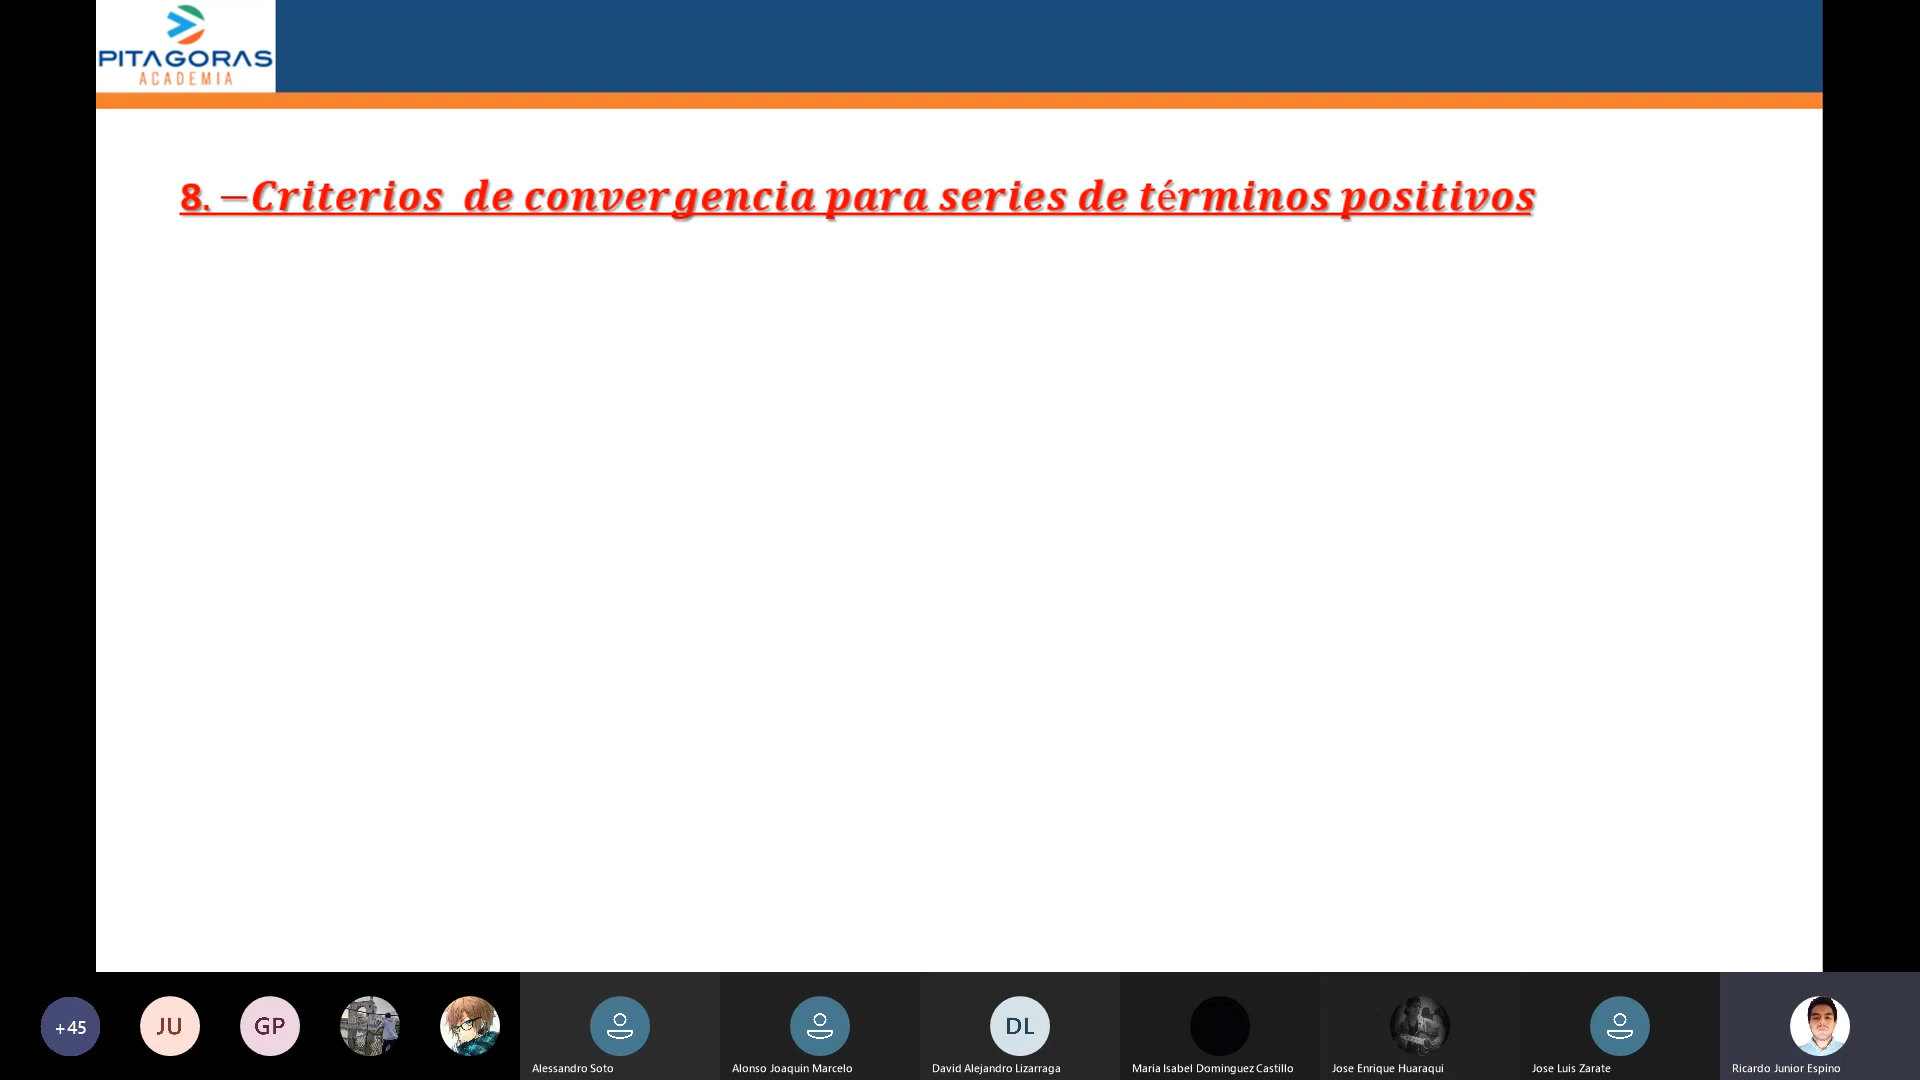 PITAGORAS
ACADEMIA
8. −Criterios de convergencia para series de términos positivos
+45
JU
GP
DL
Alessandro Soto
Alonso Joaquin Marcelo
David Alejandro Lizarraga
Maria Isabel Dominguez Castillo
Jose Enrique Huaraqui
Jose Luis Zarate
Ricardo Junior Espino